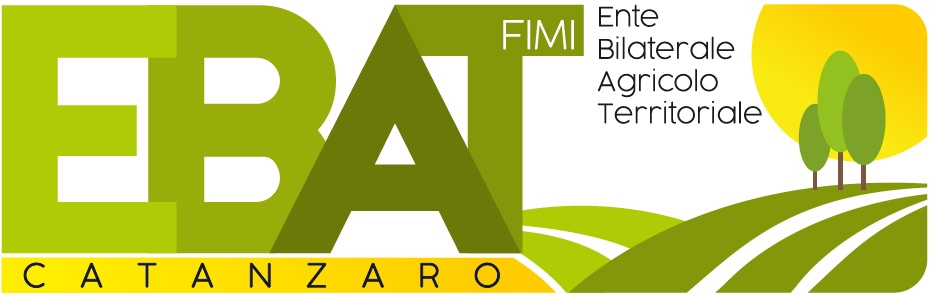 EBAT
FIMI
Ente
Bilaterale
Agricolo
Territoriale
CATANZARO